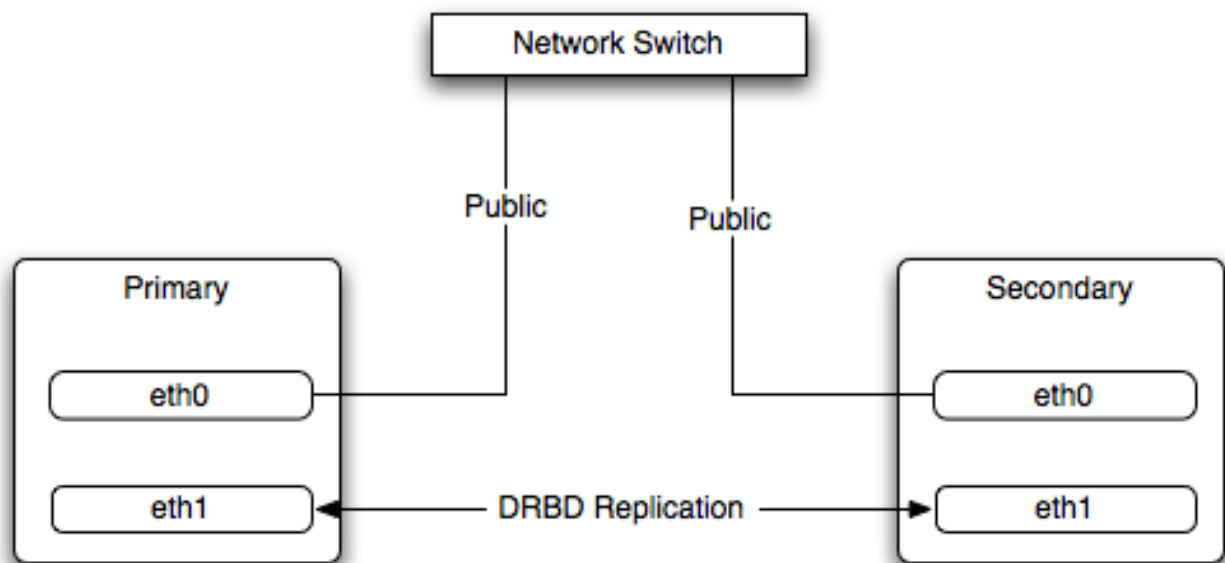 Network Switch
Public
Public
Primary
Secondary
eth0
eth0
eth1
DRBD Replication
eth1